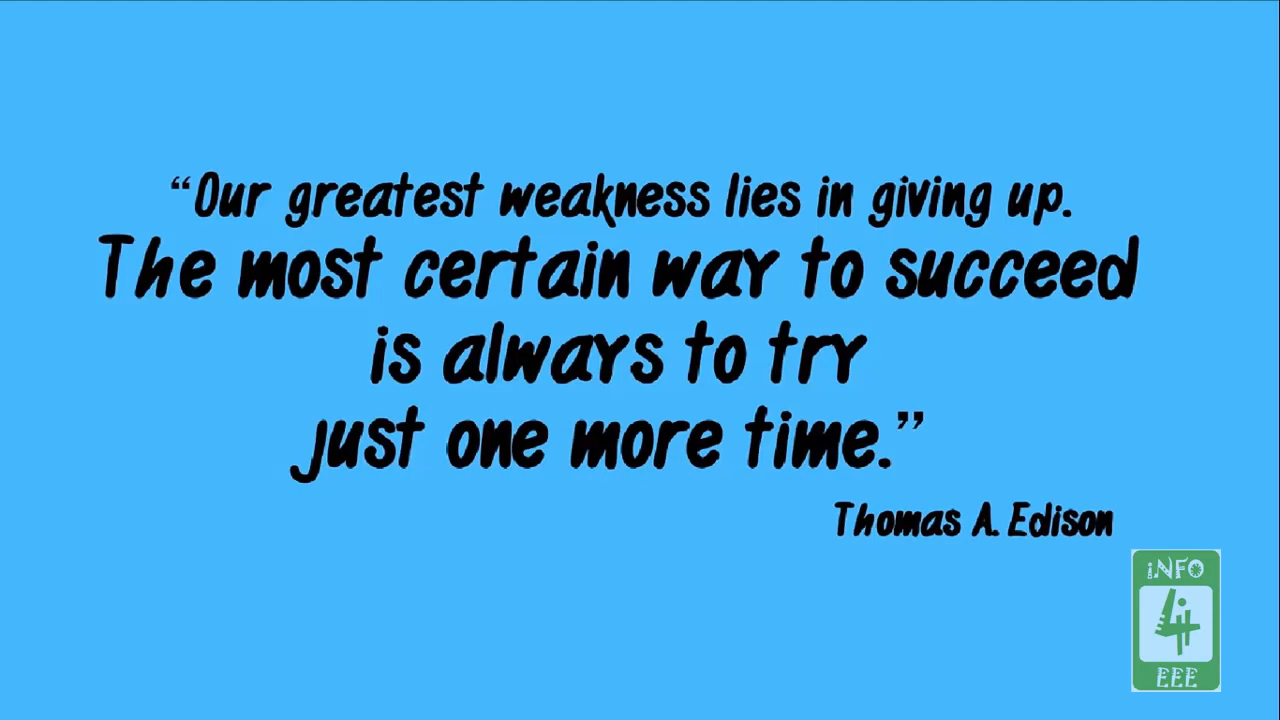 “Our greatest weakness lies in giving up.
The most certain way to succeed
is always to try
just one more time.”
Thomas A. Edison
iNFO
4
EEE